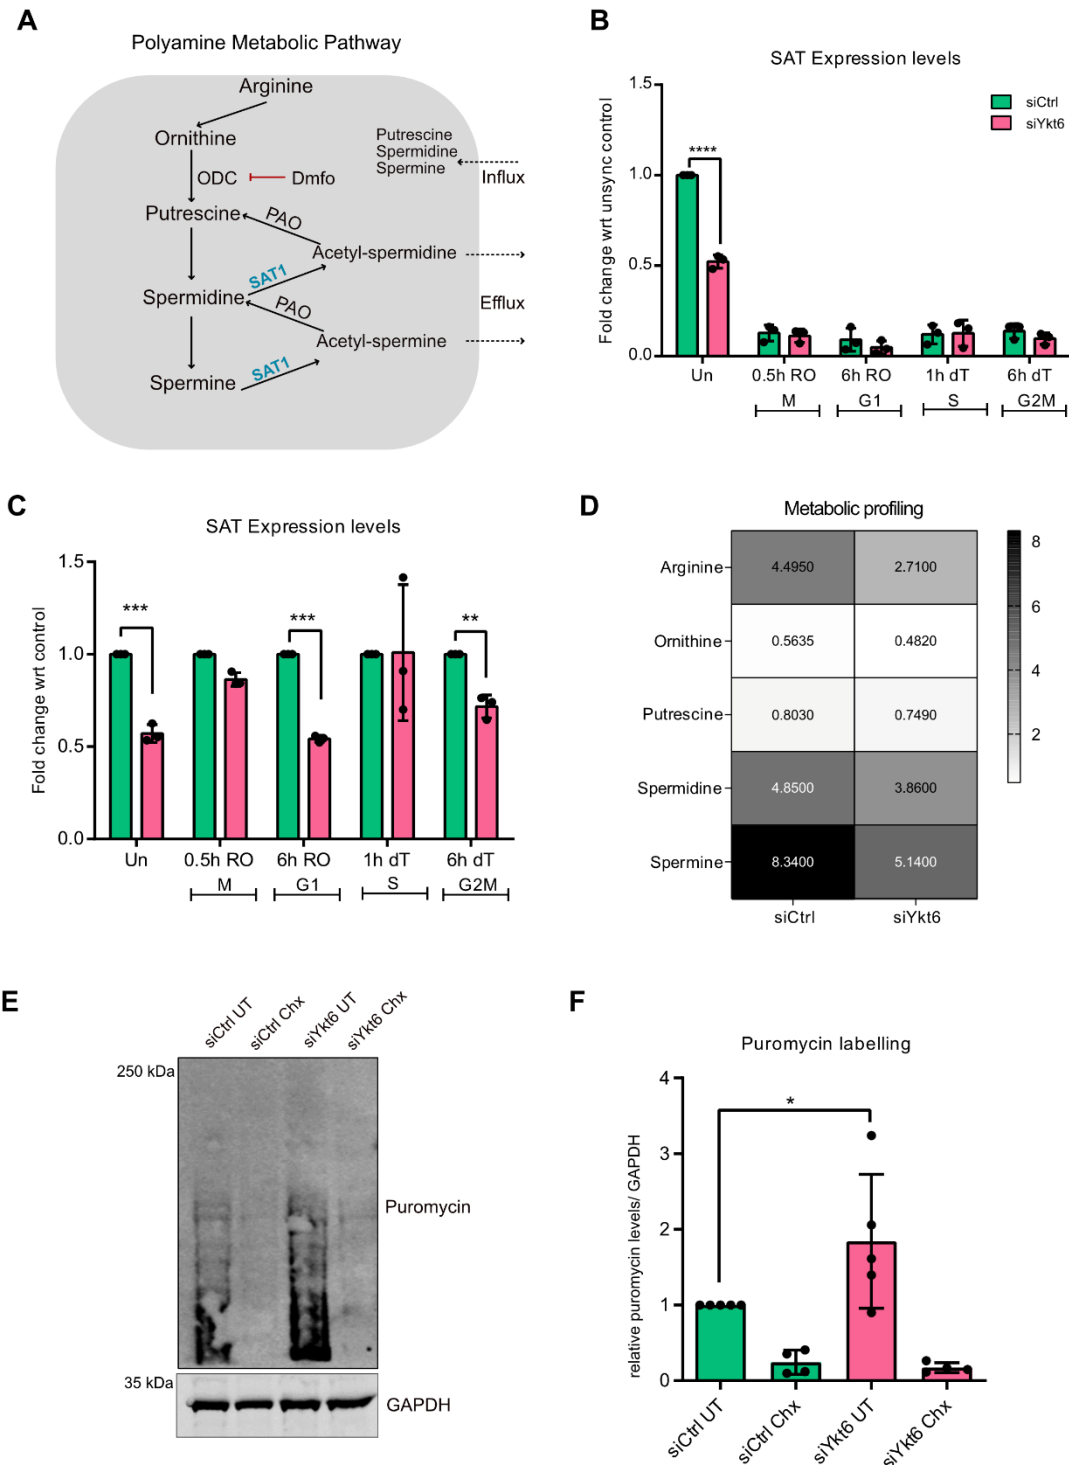 A
Polyamine Metabolic Pathway
Arginine
Ornithine
ODC
Dmfo
Putrescine
Spermidine
Spermine
Influx
Putrescine
PAO
Acetyl-spermidine
SAT1
Spermidine
PAO
Efflux
Acetyl-spermine
SAT1
Spermine
B
SAT Expression levels
siCtrl
siYkt6
Fold change wrt unsync control
1.5
1.0
0.5
0.0
****
Un
0.5h RO
6h RO
1h dT
6h dT
M
G1
S
G2M
C
SAT Expression levels
Fold change wrt control
1.5
1.0
0.5
0.0
***
***
**
Un
0.5h RO
6h RO
1h dT
6h dT
M
G1
S
G2M
D
Metabolic profiling
Arginine
4.4950
2.7100
Ornithine
0.5635
0.4820
Putrescine
0.8030
0.7490
Spermidine
4.8500
3.8600
Spermine
8.3400
5.1400
siCtrl
siYkt6
8
6
4
2
E
siCtrl UT
siCtrl Chx
siYkt6 UT
siYkt6 Chx
250 kDa
Puromycin
35 kDa
GAPDH
F
Puromycin labelling
relative puromycin levels/ GAPDH
4
3
2
1
0
*
siCtrl UT
siCtrl Chx
siYkt6 UT
siYkt6 Chx